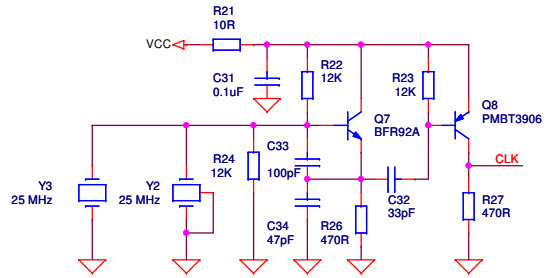 R21
10R
VCC
C31
0.1uF
R22
12K
R23
12K
Q7
BFR92A
Q8
PMBT3906
CLK
C33
100pF
R24
12K
Y3
25 MHz
Y2
25 MHz
C34
47pF
R26
470R
C32
33pF
R27
470R